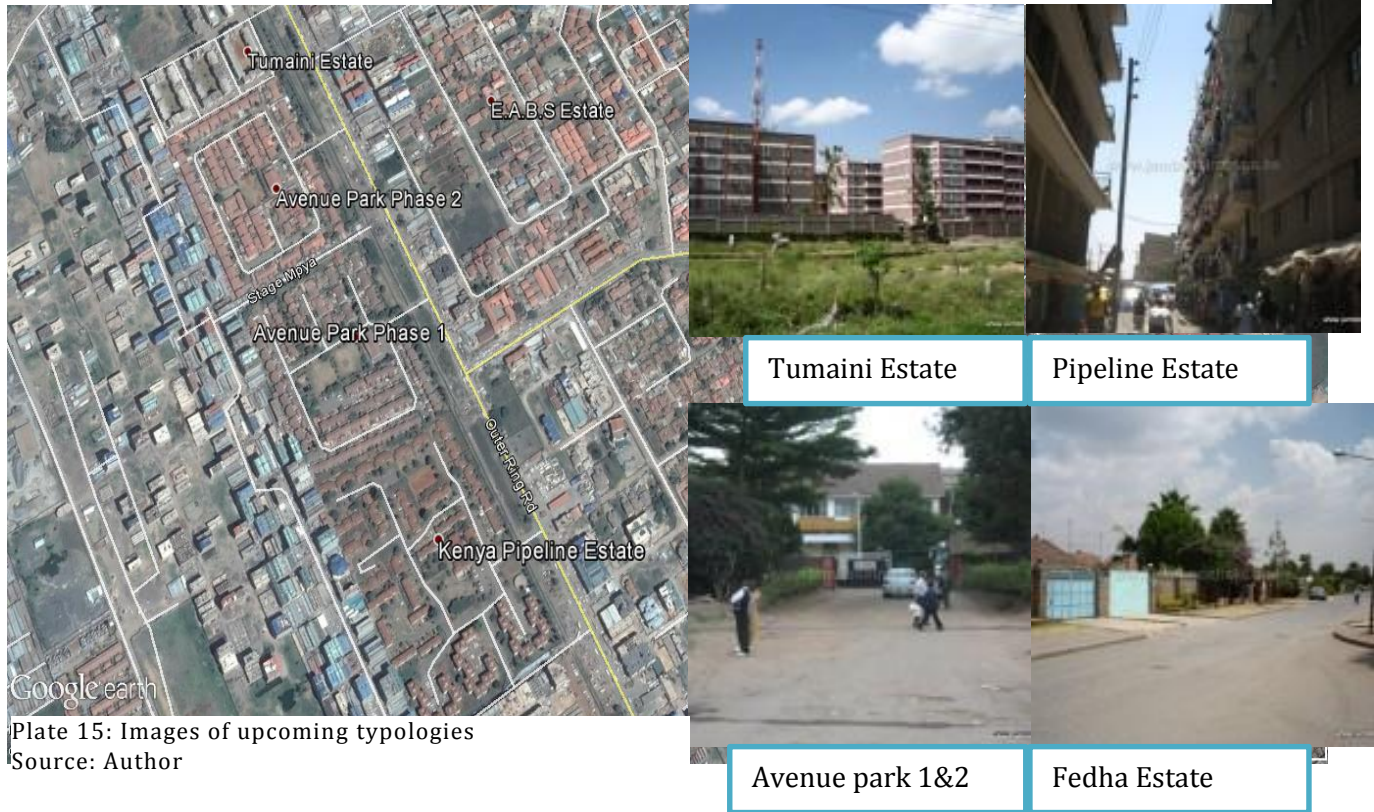 Tumaini Estate
E.A.B.S Estate
Avenue Park Phase 2
Stage Mpya
Avenue Park Phase 1
Outer Ring Rd
Kenya Pipeline Estate
Google earth
Plate 15: Images of upcoming typologies
Source: Author
Tumaini Estate
Pipeline Estate
Avenue park 1&2
Fedha Estate